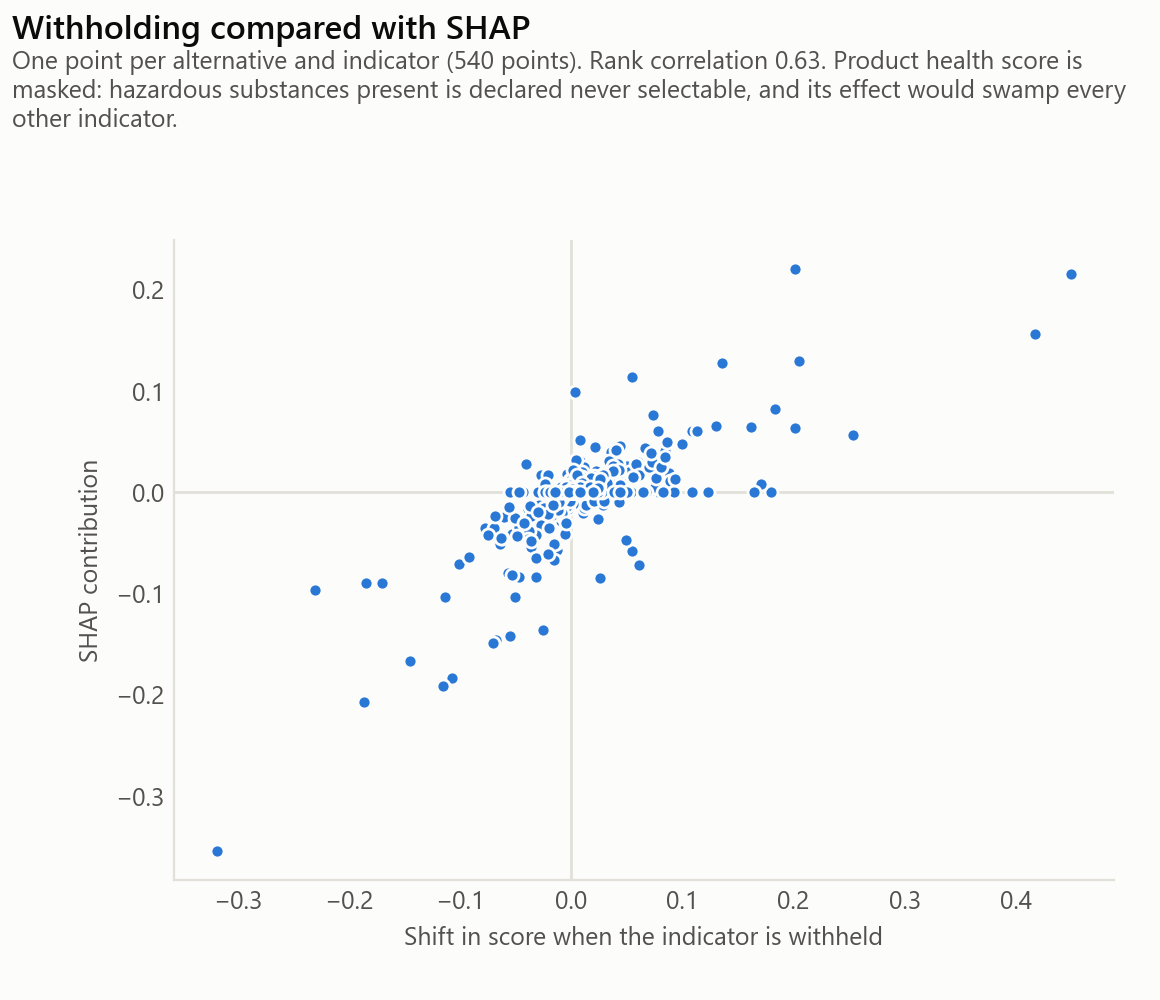 Withholding compared with SHAP
One point per alternative and indicator (540 points). Rank correlation 0.63. Product health score is
masked: hazardous substances present is declared never selectable, and its effect would swamp every
other indicator.
0.2
0.1
0.0
−0.1
−0.2
−0.3
SHAP contribution
−0.3
−0.2
−0.1
0.0
0.1
0.2
0.3
0.4
Shift in score when the indicator is withheld